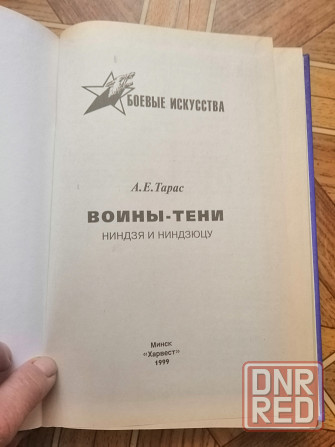 БОЕВЫЕ ИСКУССТВА
А.Е.Тарас
ВОИНЫ-ТЕНИ
НИНДЗЯ И НИНДЗЮЦУ
Минск
«Харвест»
1999
DNR
RED